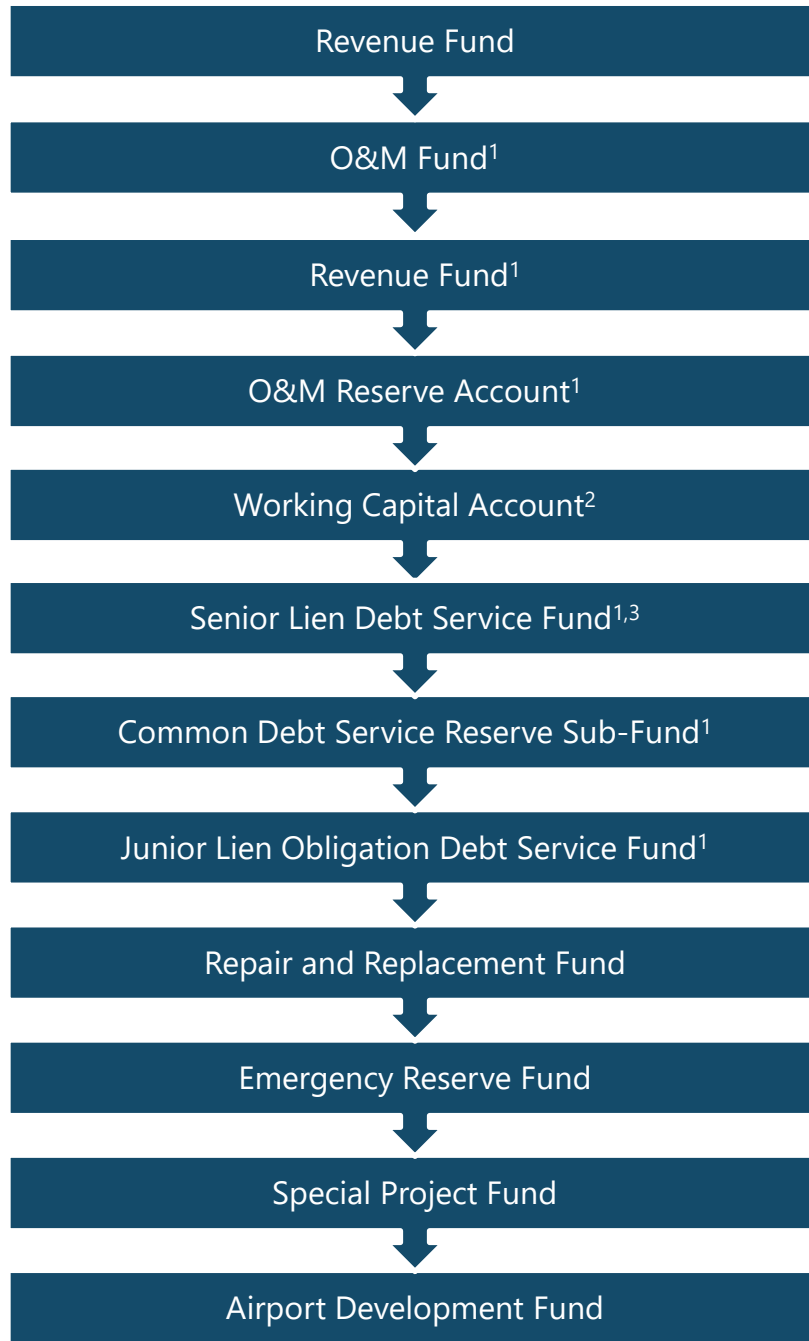 Revenue Fund
O&M Fund¹
Revenue Fund¹
O&M Reserve Account¹
Working Capital Account²
Senior Lien Debt Service Fund¹,³
Common Debt Service Reserve Sub-Fund¹
Junior Lien Obligation Debt Service Fund¹
Repair and Replacement Fund
Emergency Reserve Fund
Special Project Fund
Airport Development Fund